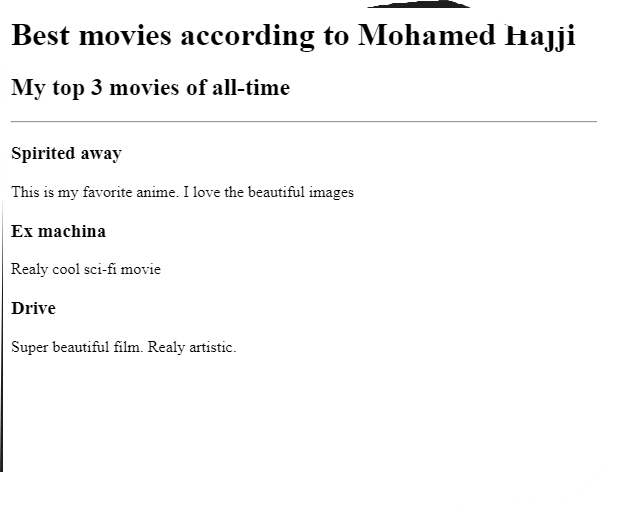 Best movies according to Mohamed Hajji
My top 3 movies of all-time
Spirited away
This is my favorite anime. I love the beautiful images
Ex machina
Realy cool sci-fi movie
Drive
Super beautiful film. Realy artistic.